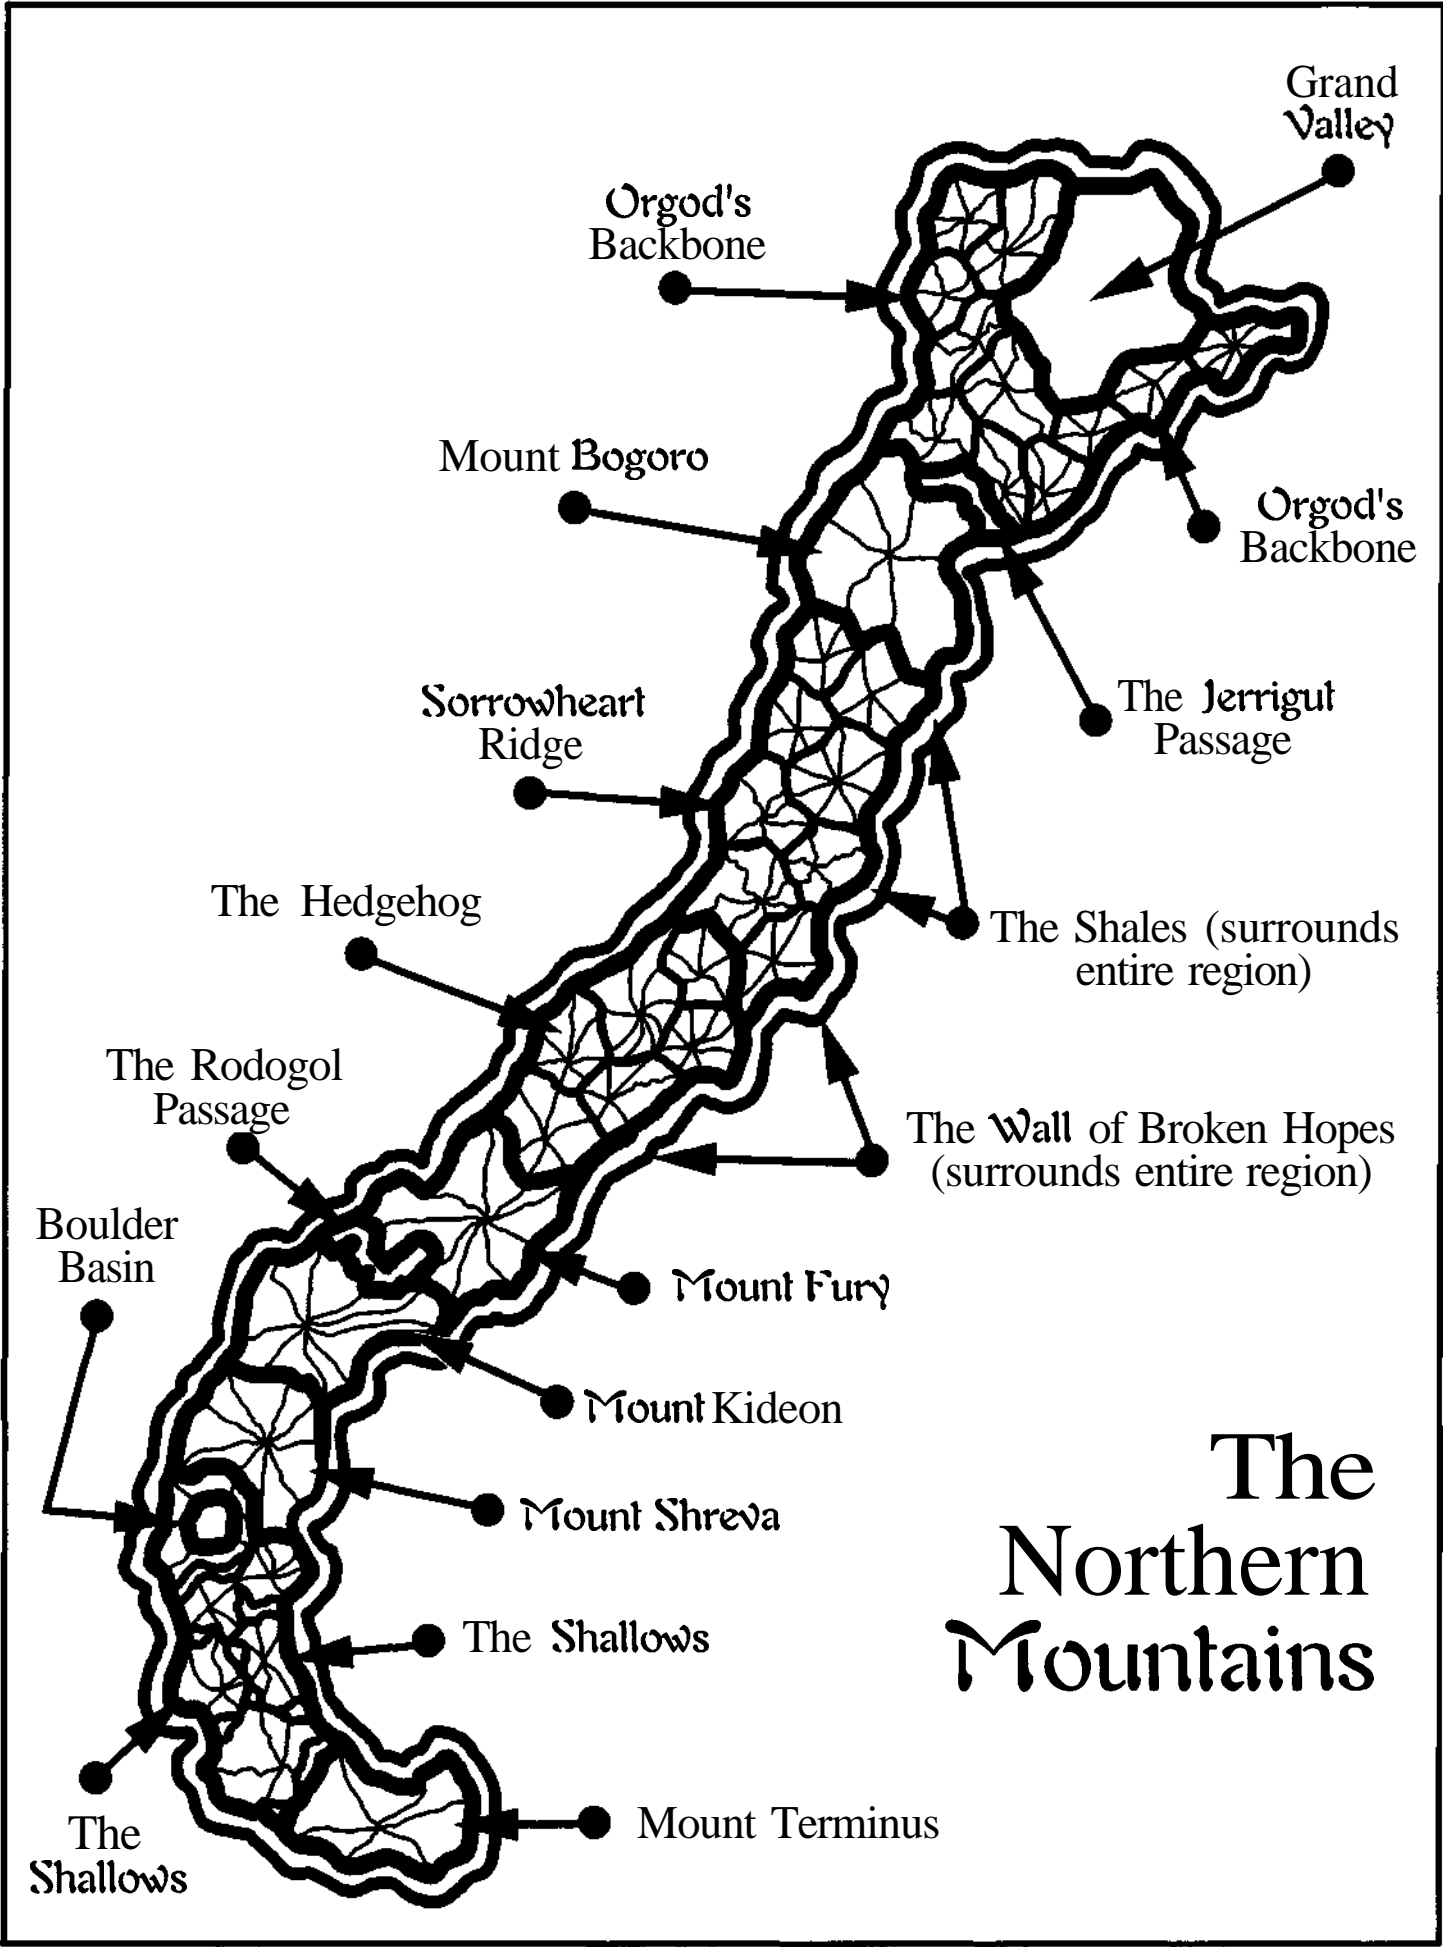 Grand
Valley
Orgod's
Backbone
Mount Bogoro
Orgod's
Backbone
The Jerrigut
Passage
Sorrowheart
Ridge
The Hedgehog
The Shales (surrounds
entire region)
The Rodogol
Passage
The Wall of Broken Hopes
(surrounds entire region)
Boulder
Basin
Mount Fury
Mount Kideon
Mount Shreva
The Shallows
The
Northern
Mountains
Mount Terminus
The
Shallows